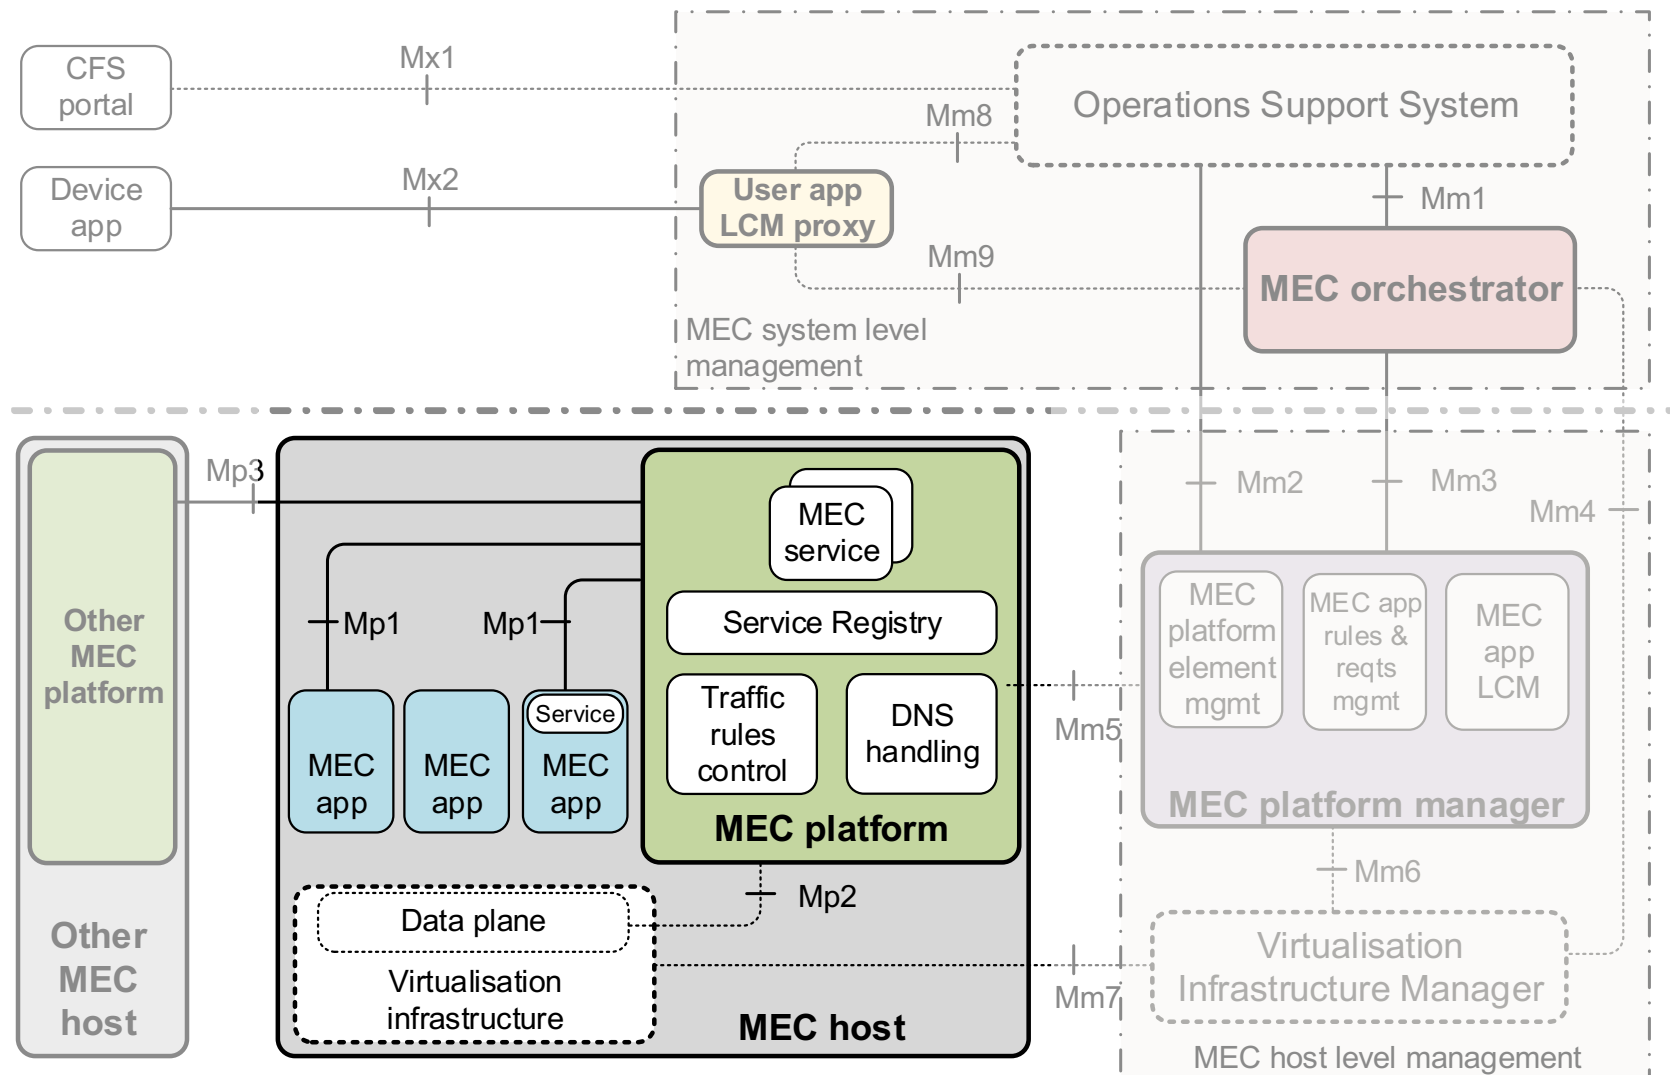 CFS
portal
Mx1
Operations Support System
Mm8
Device
app
Mx2
User app
LCM proxy
Mm1
Mm9
MEC orchestrator
MEC system level
management
Mp3
Other
MEC
platform
Other
MEC
host
Mp1
Mp1
MEC
service
Service Registry
Traffic
rules
control
DNS
handling
MEC platform
MEC
app
MEC
app
Service
MEC
app
Mp2
Data plane
Virtualisation
infrastructure
MEC host
Mm2
Mm3
Mm4
Mm5
MEC
platform
element
mgmt
MEC app
rules &
reqts
mgmt
MEC
app
LCM
MEC platform manager
Mm6
Mm7
Virtualisation
Infrastructure Manager
MEC host level management